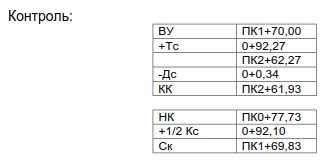 Контроль:
ВУ ПК1+70,00
+Тс 0+92,27
ПК2+62,27
-Дс 0+0,34
КК ПК2+61,93
НК ПК0+77,73
+1/2 Кс 0+92,10
Ск ПК1+69,83